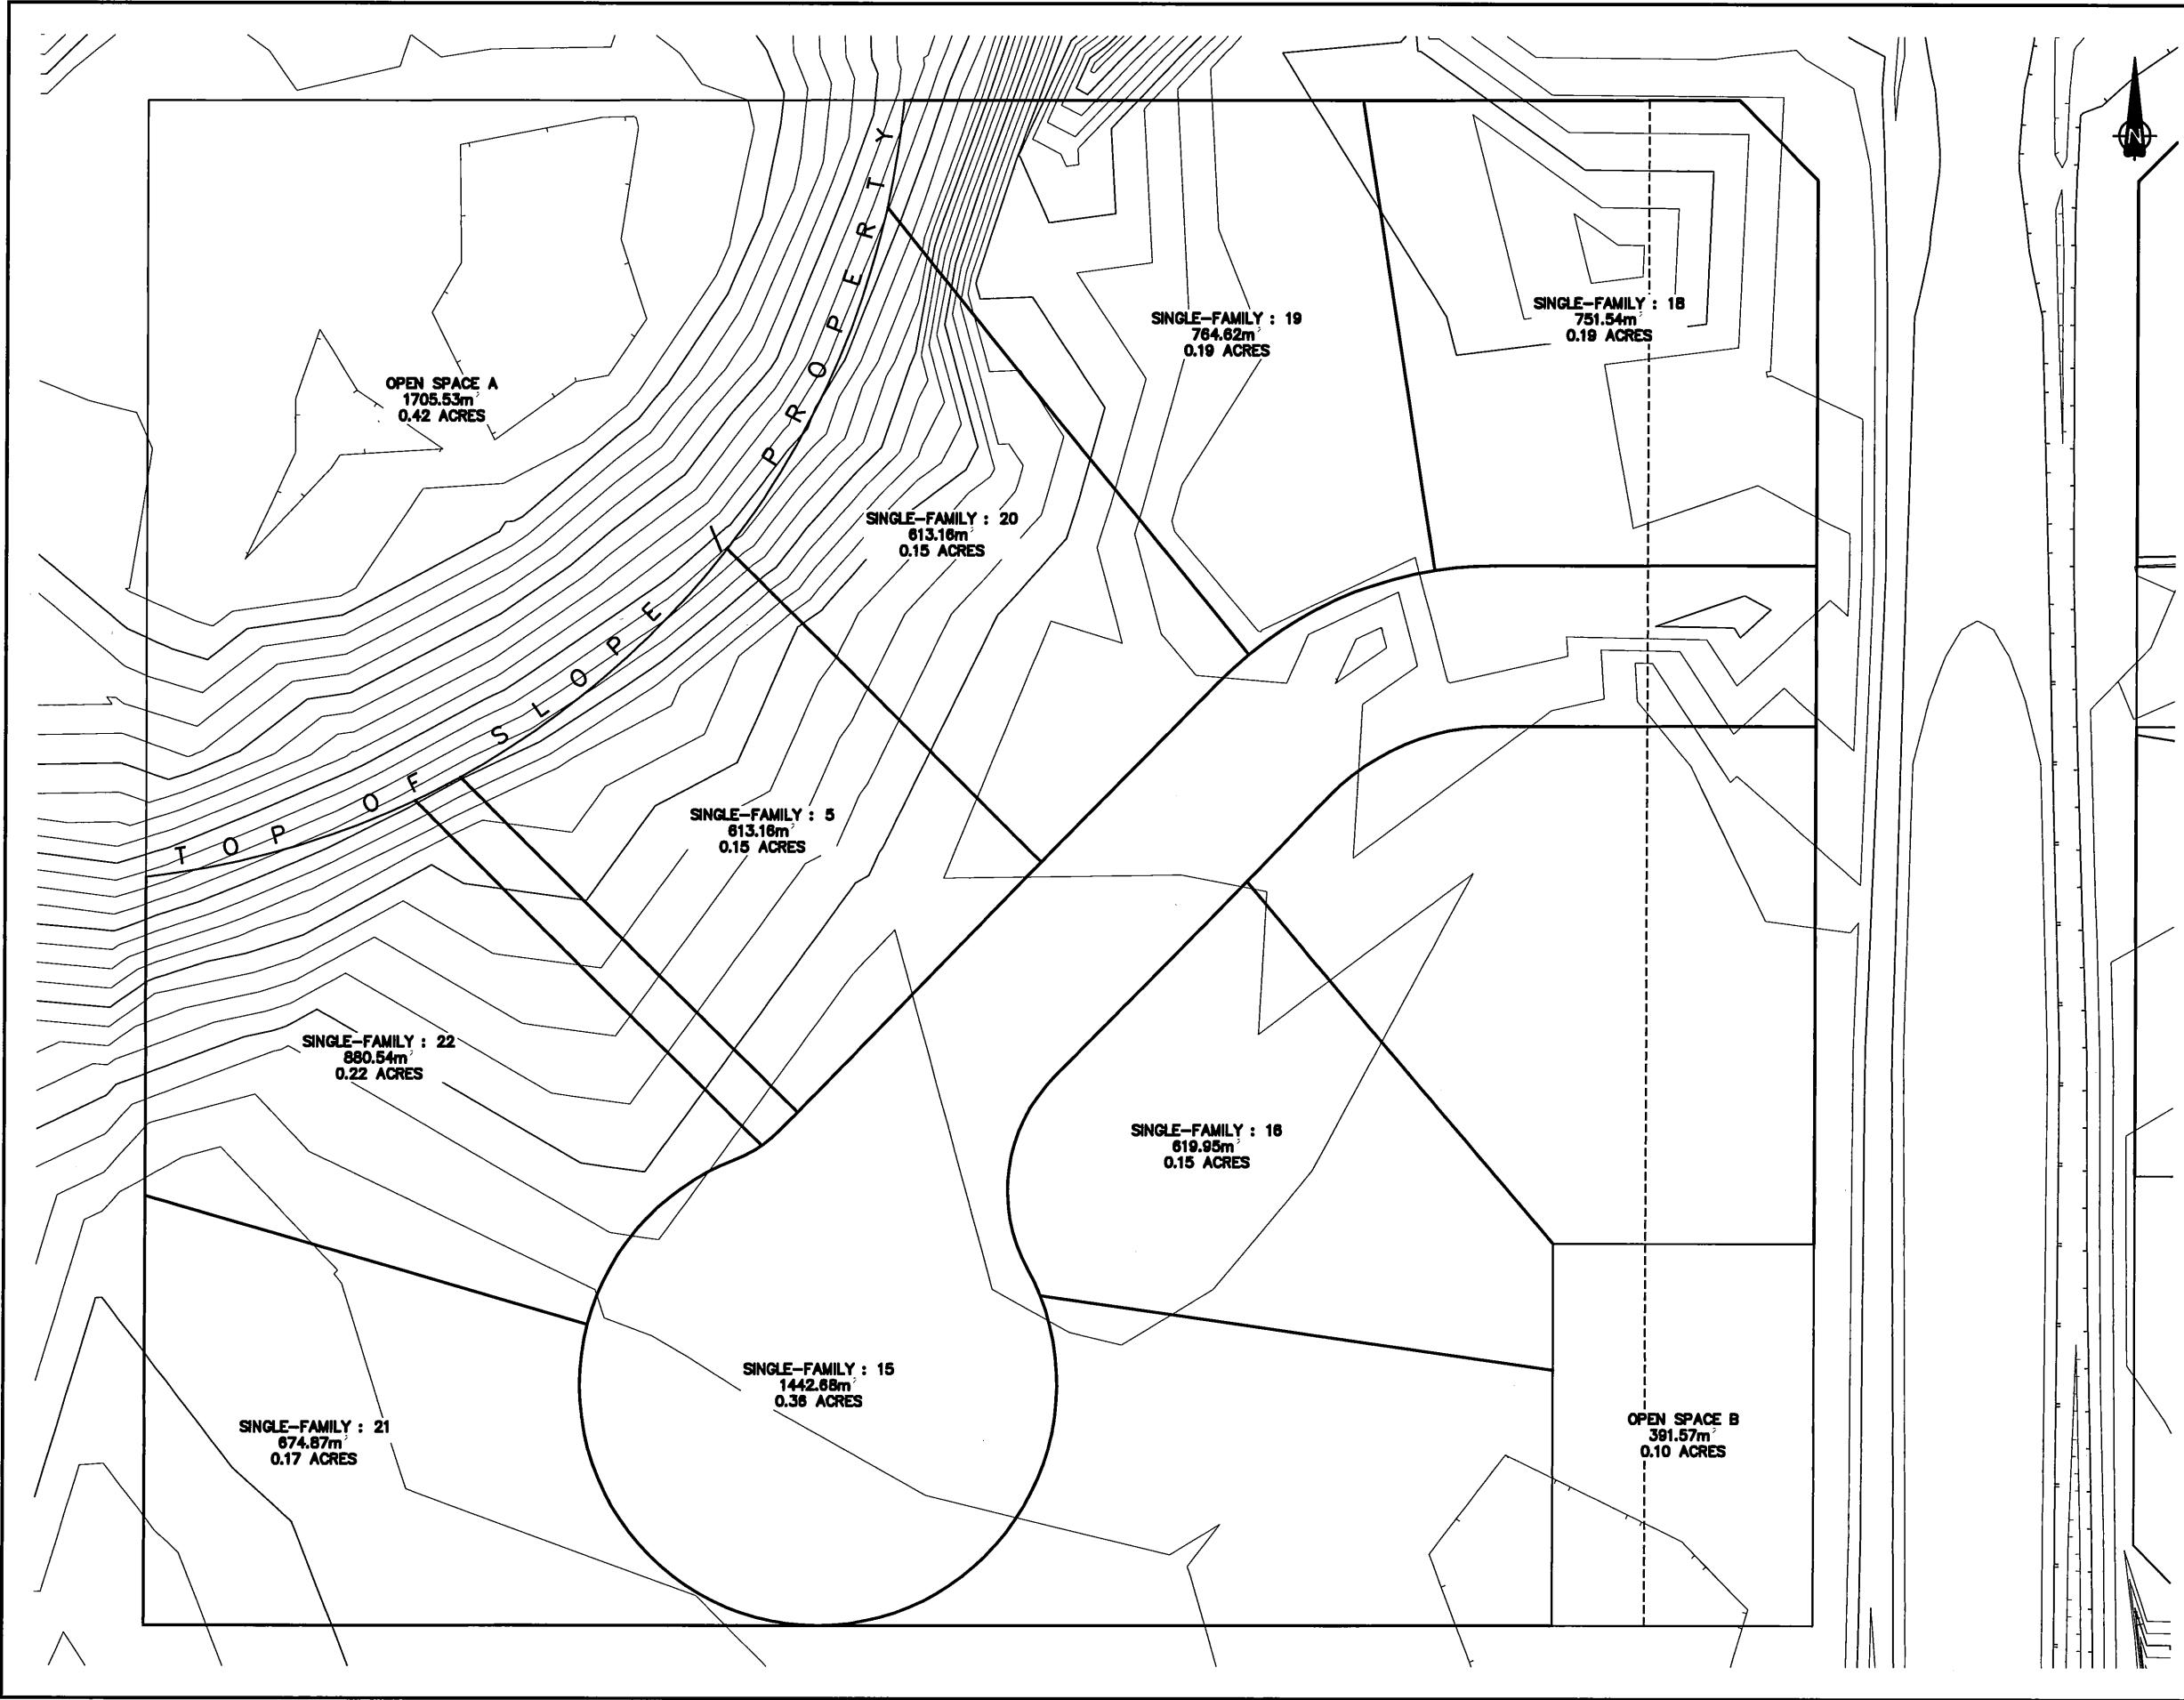 N
TOP OF SLOPE / PROPERTY
SINGLE-FAMILY : 19
764.62m²
0.19 ACRES
SINGLE-FAMILY : 18
751.54m²
0.19 ACRES
OPEN SPACE A
1705.53m²
0.42 ACRES
SINGLE-FAMILY : 20
613.16m²
0.15 ACRES
SINGLE-FAMILY : 5
613.16m²
0.15 ACRES
SINGLE-FAMILY : 22
880.54m²
0.22 ACRES
SINGLE-FAMILY : 16
619.95m²
0.15 ACRES
SINGLE-FAMILY : 15
1442.68m²
0.36 ACRES
SINGLE-FAMILY : 21
674.87m²
0.17 ACRES
OPEN SPACE B
391.57m²
0.10 ACRES